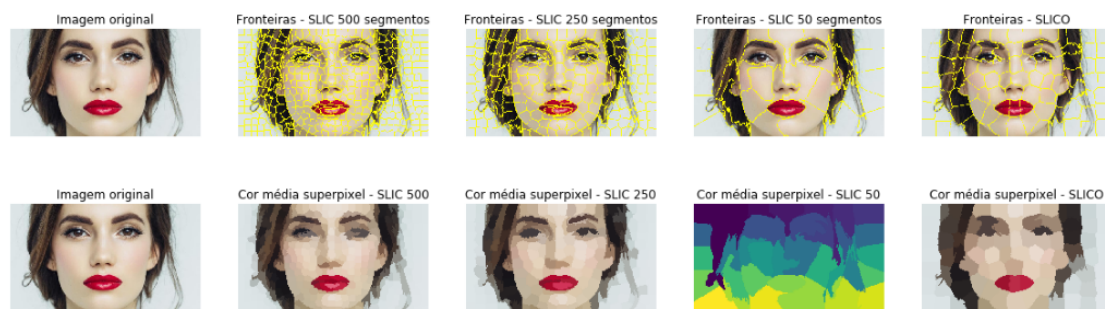 Imagem original
Fronteiras - SLIC 500 segmentos
Fronteiras - SLIC 250 segmentos
Fronteiras - SLIC 50 segmentos
Fronteiras - SLICO
Imagem original
Cor média superpixel - SLIC 500
Cor média superpixel - SLIC 250
Cor média superpixel - SLIC 50
Cor média superpixel - SLICO